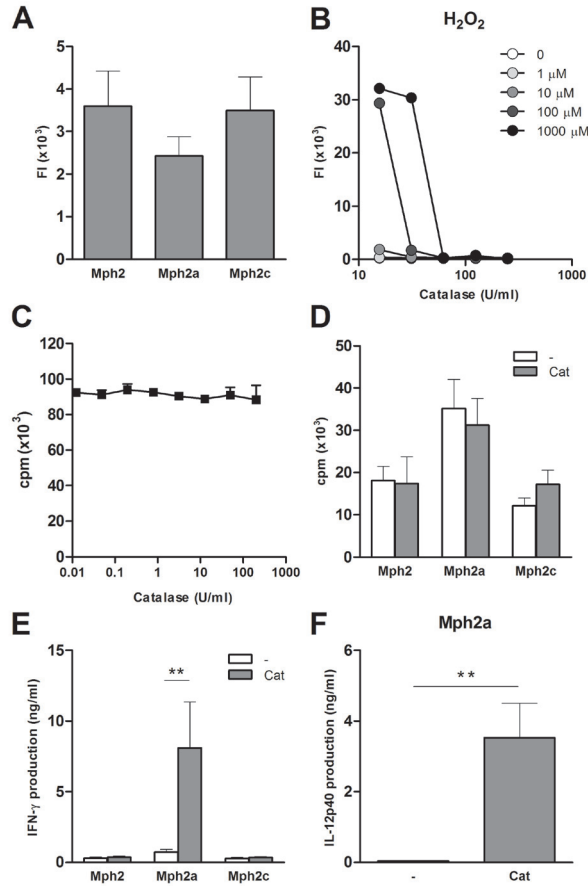 A
FI (x10³)
5
4
3
2
1
0
Mph2
Mph2a
Mph2c
B
H₂O₂
FI (x10³)
40
30
20
10
0
10
100
1000
Catalase (U/ml)
0
1 μM
10 μM
100 μM
1000 μM
C
cpm (x10³)
120
100
80
60
40
20
0
0.01
0.1
1
10
100
1000
Catalase (U/ml)
D
cpm (x10³)
50
40
30
20
10
0
Mph2
Mph2a
Mph2c
-
Cat
E
IFN-γ production (ng/ml)
15
10
5
0
**
-
Cat
Mph2
Mph2a
Mph2c
F
Mph2a
IL-12p40 production (ng/ml)
6
4
2
0
**
-
Cat